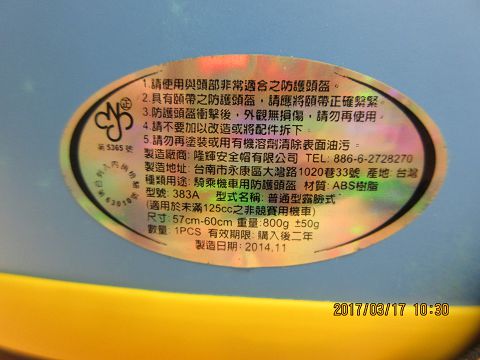 1.請使用與頭部非常適合之防護頭盔。
2.具有頤帶之防護頭盔，請應將頤帶正確繫緊。
3.防護頭盔衝擊後，外觀無損傷，請勿再使用。
4.請不要加以改造或將配件拆下。
5.請勿再塗裝或用有機溶劑清除表面油污。
製造廠商: 隆輝安全帽有限公司 TEL: 886-6-2728270
製造地址: 台南市永康區大灣路1020巷33號 產地: 台灣
種類用途: 騎乘機車用防護頭盔 材質: ABS樹脂
型號: 383A 型式名稱: 普通型露臉式
(適用於未滿125cc之非競賽用機車)
尺寸: 57cm-60cm 重量: 800g ±50g
數量: 1PCS 有效期限: 購入後二年
製造日期: 2014.11
正
第 5365 號
2017/03/17 10:30